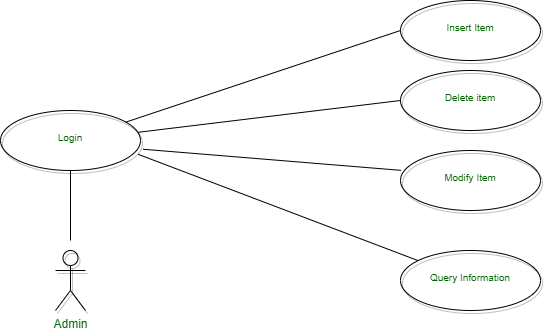 Insert Item
Delete item
Login
Modify Item
Query Information
Admin